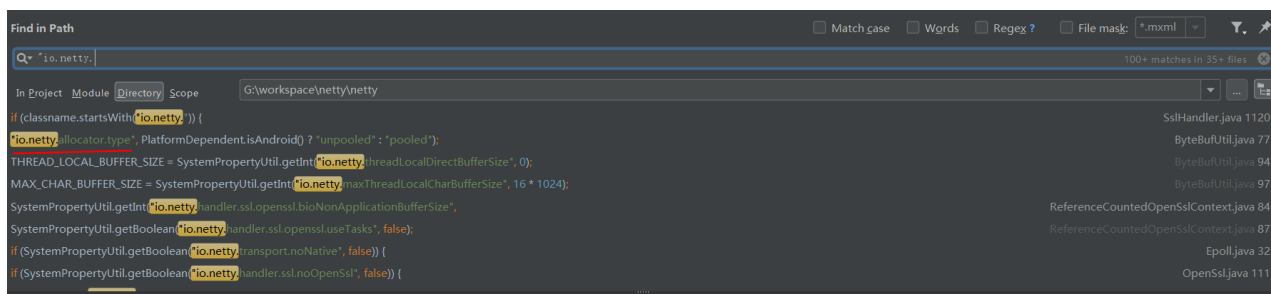 Find in Path
Match case Words Regex ? File mask: *.mxml
"io.netty.
100+ matches in 35+ files
In Project Module Directory Scope G:\workspace\netty\netty ...
if (classname.startsWith("io.netty.")) { SslHandler.java 1120
"io.netty.allocator.type", PlatformDependent.isAndroid() ? "unpooled" : "pooled"); ByteBufUtil.java 77
THREAD_LOCAL_BUFFER_SIZE = SystemPropertyUtil.getInt("io.netty.threadLocalDirectBufferSize", 0); ByteBufUtil.java 94
MAX_CHAR_BUFFER_SIZE = SystemPropertyUtil.getInt("io.netty.maxThreadLocalCharBufferSize", 16 * 1024); ByteBufUtil.java 97
SystemPropertyUtil.getInt("io.netty.handler.ssl.openssl.bioNonApplicationBufferSize", ReferenceCountedOpenSslContext.java 84
SystemPropertyUtil.getBoolean("io.netty.handler.ssl.openssl.useTasks", false); ReferenceCountedOpenSslContext.java 87
if (SystemPropertyUtil.getBoolean("io.netty.transport.noNative", false)) { Epoll.java 32
if (SystemPropertyUtil.getBoolean("io.netty.handler.ssl.noOpenSsl", false)) { OpenSsl.java 111